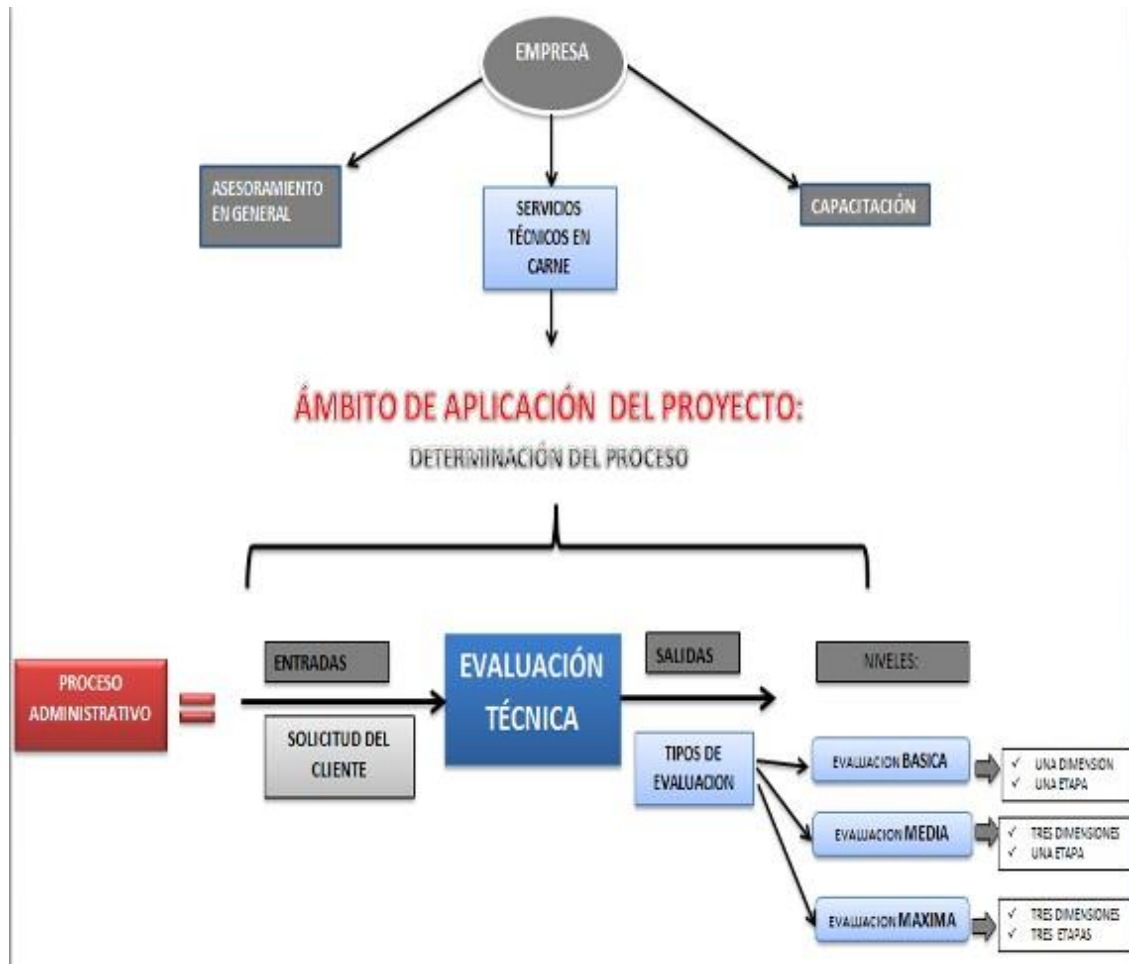 EMPRESA
ASESORAMIENTO
EN GENERAL
SERVICIOS
TÉCNICOS EN
CARNE
CAPACITACIÓN
ÁMBITO DE APLICACIÓN DEL PROYECTO:
DETERMINACIÓN DEL PROCESO
PROCESO
ADMINISTRATIVO
ENTRADAS
SOLICITUD DEL
CLIENTE
EVALUACIÓN
TÉCNICA
SALIDAS
TIPOS DE
EVALUACION
NIVELES:
EVALUACION BASICA
✓ UNA DIMENSION
✓ UNA ETAPA
EVALUACION MEDIA
✓ TRES DIMENSIONES
✓ UNA ETAPA
EVALUACION MAXIMA
✓ TRES DIMENSIONES
✓ TRES ETAPAS